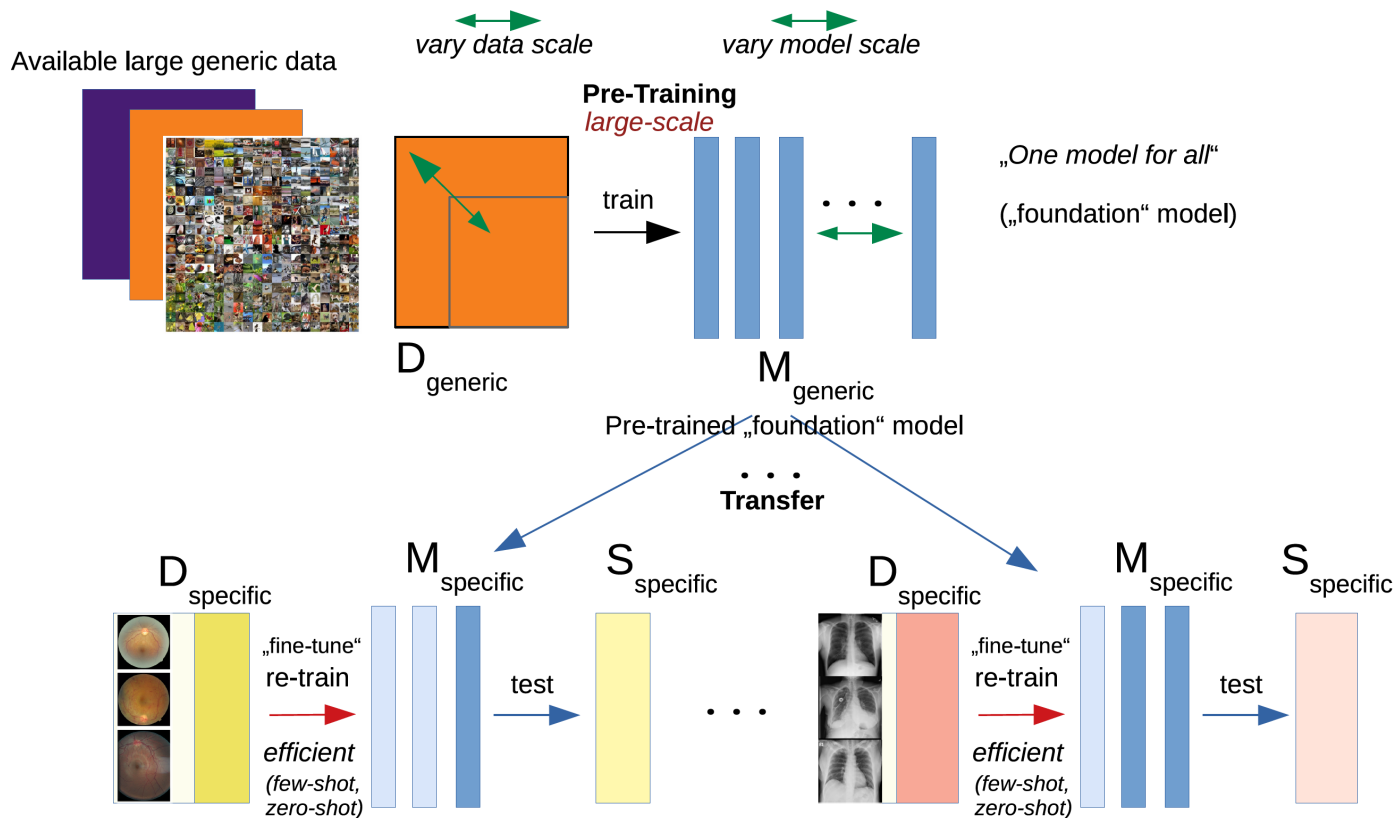 vary data scale
vary model scale
Available large generic data
Pre-Training
large-scale
train
. . .
„One model for all“
(„foundation“ model)
D generic
M generic
Pre-trained „foundation“ model
. . .
Transfer
D specific
M specific
S specific
„fine-tune“
re-train
efficient
(few-shot,
zero-shot)
test
. . .
D specific
M specific
S specific
„fine-tune“
re-train
efficient
(few-shot,
zero-shot)
test